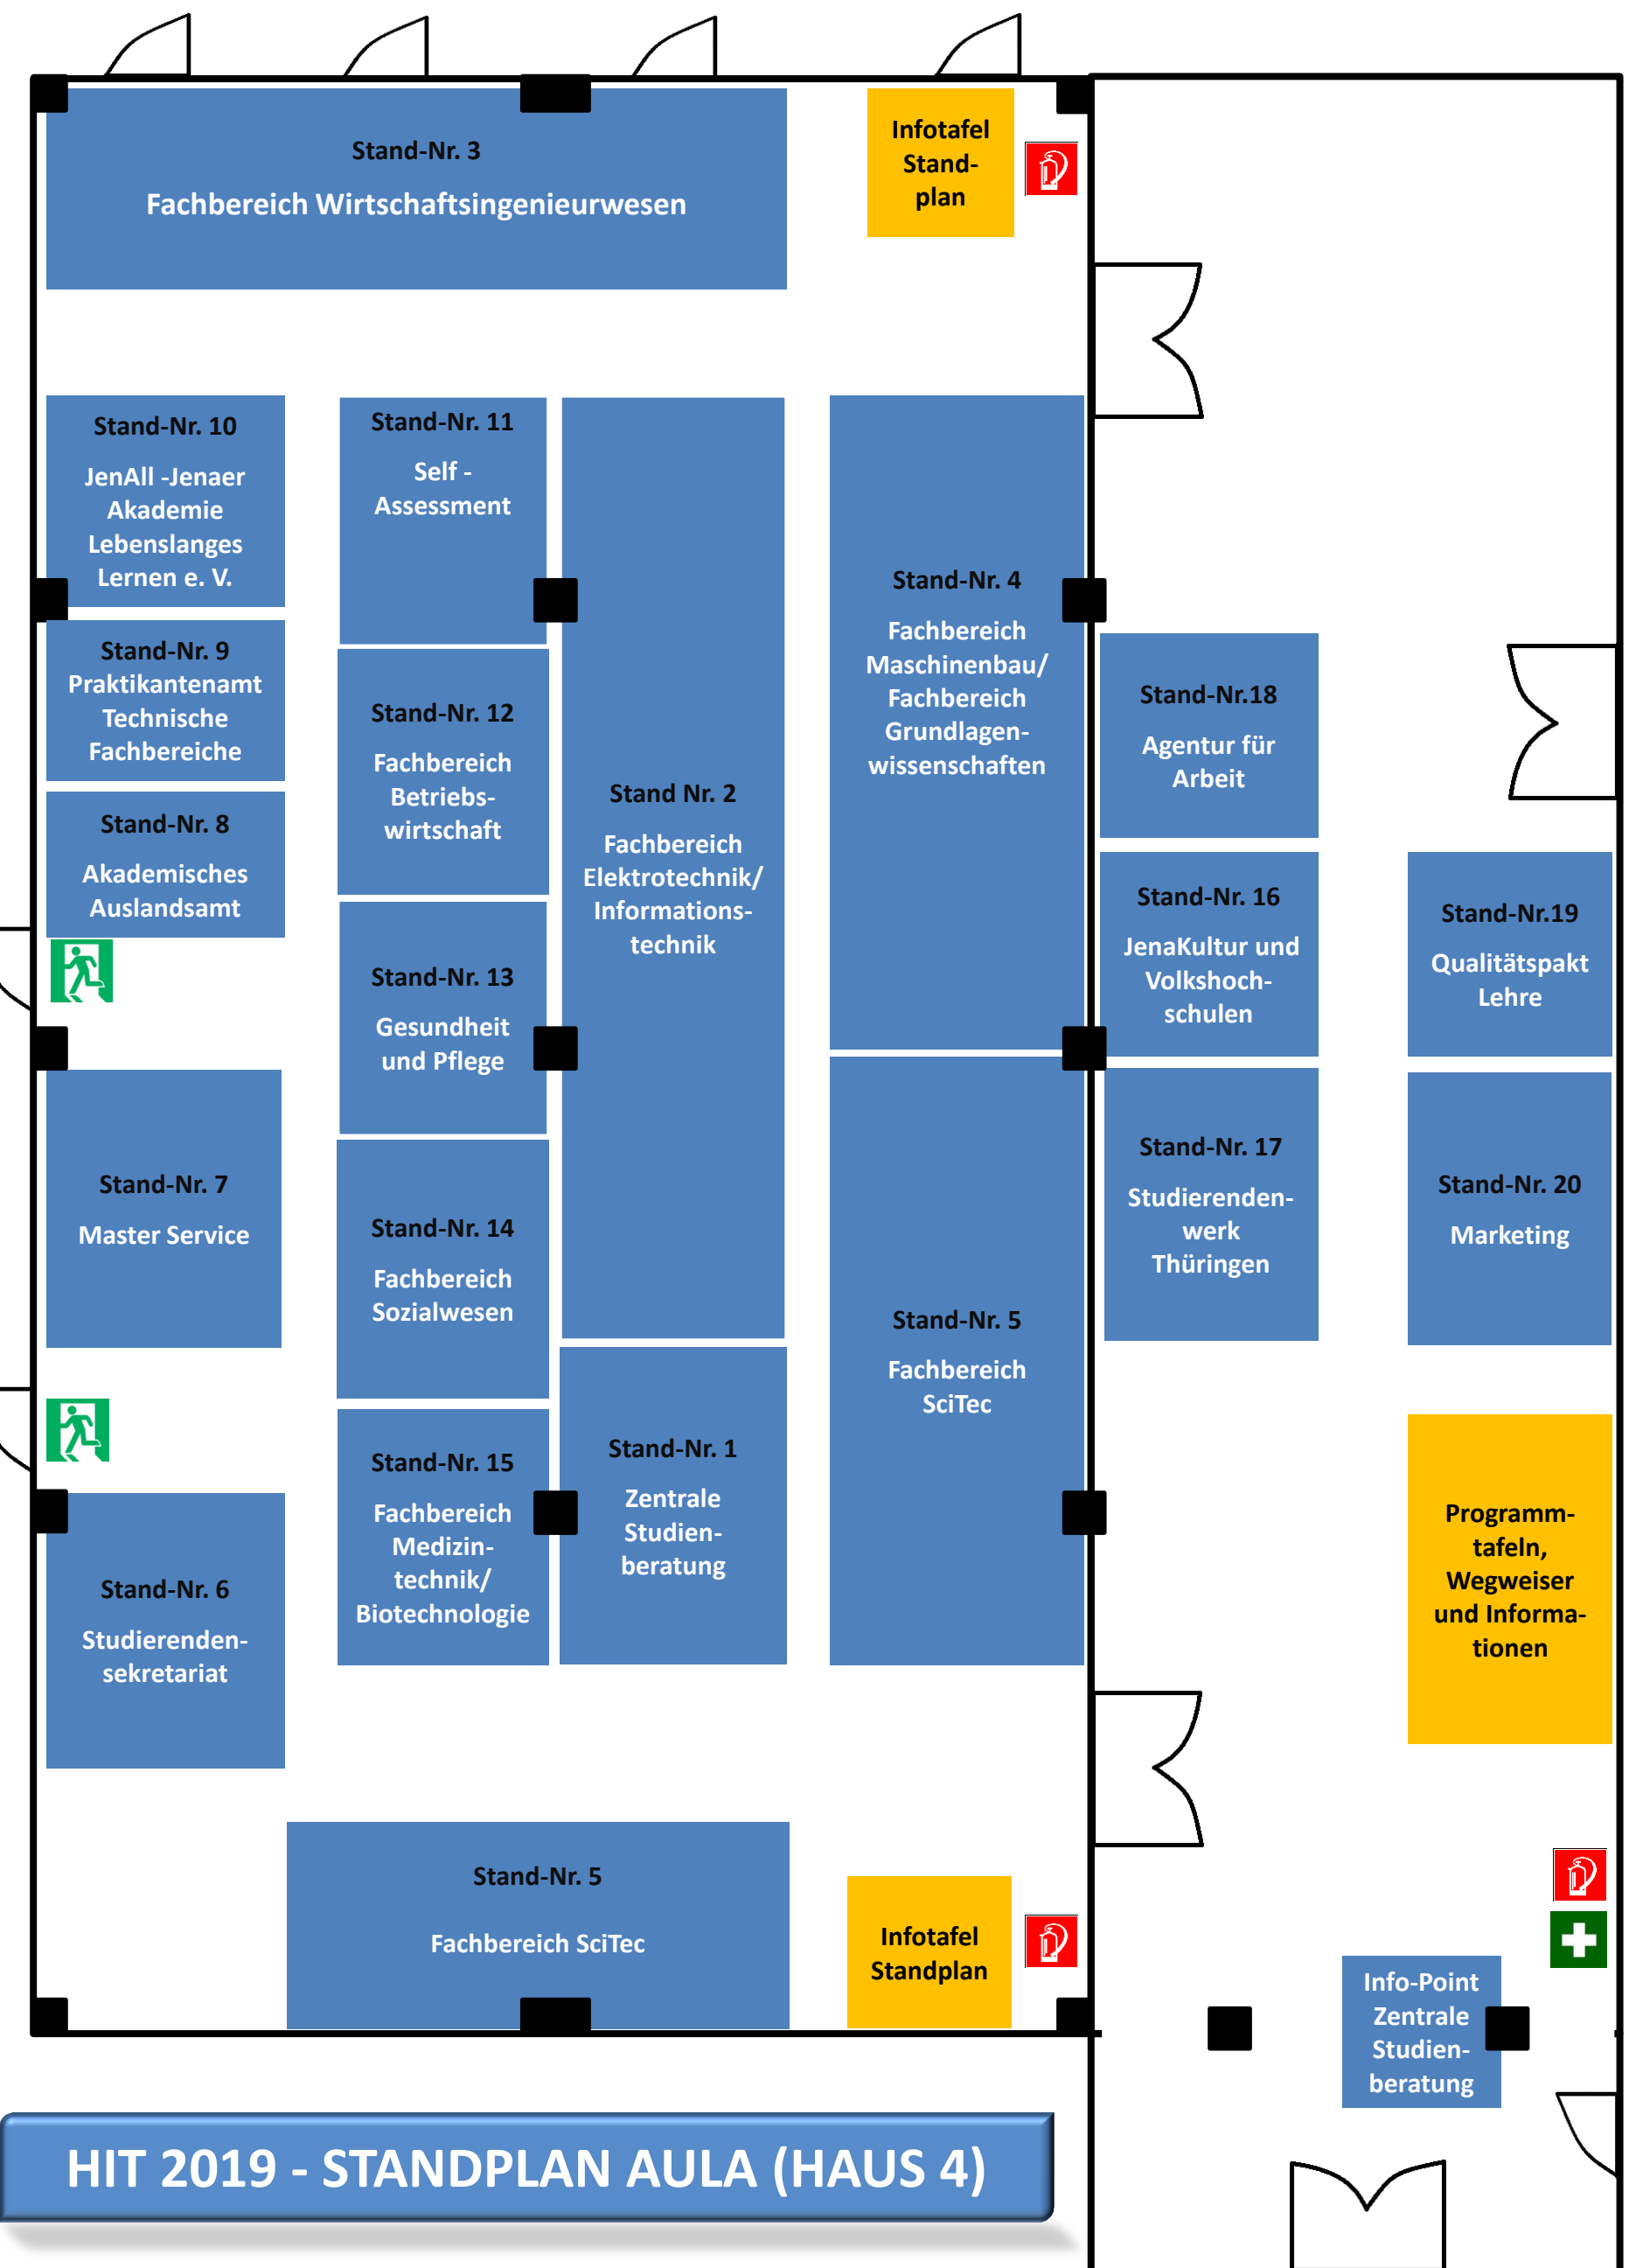 Stand-Nr. 3
Fachbereich Wirtschaftsingenieurwesen
Infotafel
Stand-
plan
Stand-Nr. 10
JenAll -Jenaer
Akademie
Lebenslanges
Lernen e. V.
Stand-Nr. 9
Praktikantenamt
Technische
Fachbereiche
Stand-Nr. 8
Akademisches
Auslandsamt
Stand-Nr. 7
Master Service
Stand-Nr. 6
Studierenden-
sekretariat
Stand-Nr. 11
Self -
Assessment
Stand-Nr. 12
Fachbereich
Betriebs-
wirtschaft
Stand-Nr. 13
Gesundheit
und Pflege
Stand-Nr. 14
Fachbereich
Sozialwesen
Stand-Nr. 15
Fachbereich
Medizin-
technik/
Biotechnologie
Stand Nr. 2
Fachbereich
Elektrotechnik/
Informations-
technik
Stand-Nr. 1
Zentrale
Studien-
beratung
Stand-Nr. 4
Fachbereich
Maschinenbau/
Fachbereich
Grundlagen-
wissenschaften
Stand-Nr. 5
Fachbereich
SciTec
Stand-Nr.18
Agentur für
Arbeit
Stand-Nr. 16
JenaKultur und
Volkshoch-
schulen
Stand-Nr. 17
Studierenden-
werk
Thüringen
Stand-Nr.19
Qualitätspakt
Lehre
Stand-Nr. 20
Marketing
Programm-
tafeln,
Wegweiser
und Informa-
tionen
Stand-Nr. 5
Fachbereich SciTec
Infotafel
Standplan
Info-Point
Zentrale
Studien-
beratung
HIT 2019 - STANDPLAN AULA (HAUS 4)